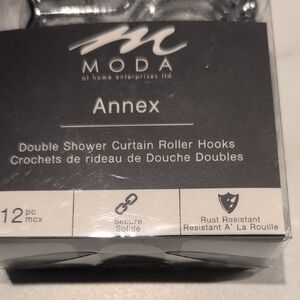 MODA
at home enterprises ltd
Annex
Double Shower Curtain Roller Hooks
Crochets de rideau de Douche Doubles
12 pc
mcx
Secure
Solide
Rust Resistant
Resistant A' La Rouille